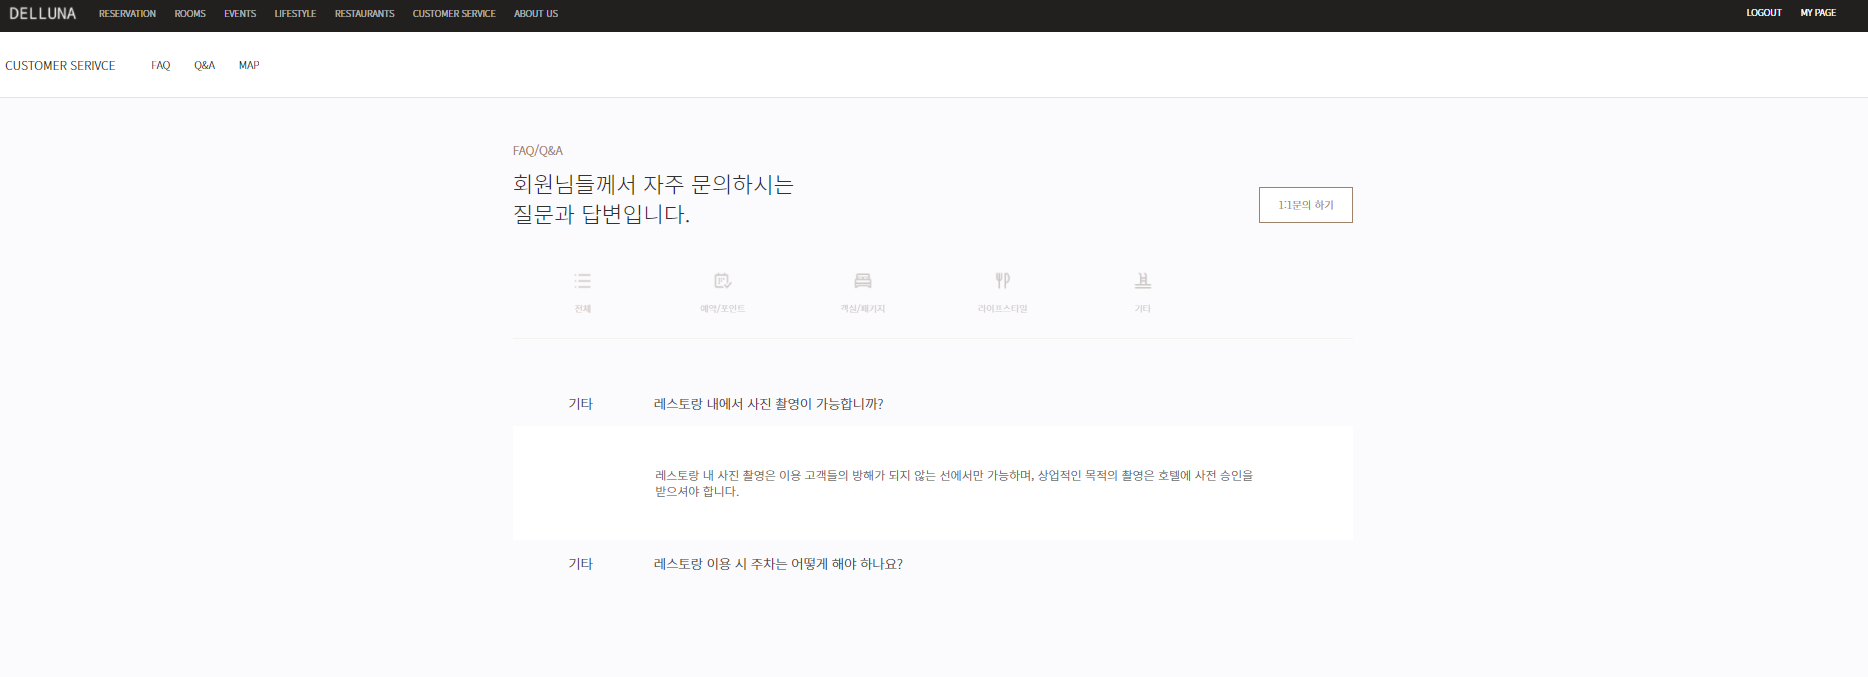 DELLUNA RESERVATION ROOMS EVENTS LIFESTYLE RESTAURANTS CUSTOMER SERVICE ABOUT US LOGOUT MY PAGE
CUSTOMER SERIVCE FAQ Q&A MAP
FAQ/Q&A
회원님들께서 자주 문의하시는
질문과 답변입니다.
1:1문의 하기
전체 예약/포인트 객실/패키지 라이프스타일 기타
기타 레스토랑 내에서 사진 촬영이 가능합니까?
레스토랑 내 사진 촬영은 이용 고객들의 방해가 되지 않는 선에서만 가능하며, 상업적인 목적의 촬영은 호텔에 사전 승인을
받으셔야 합니다.
기타 레스토랑 이용 시 주차는 어떻게 해야 하나요?